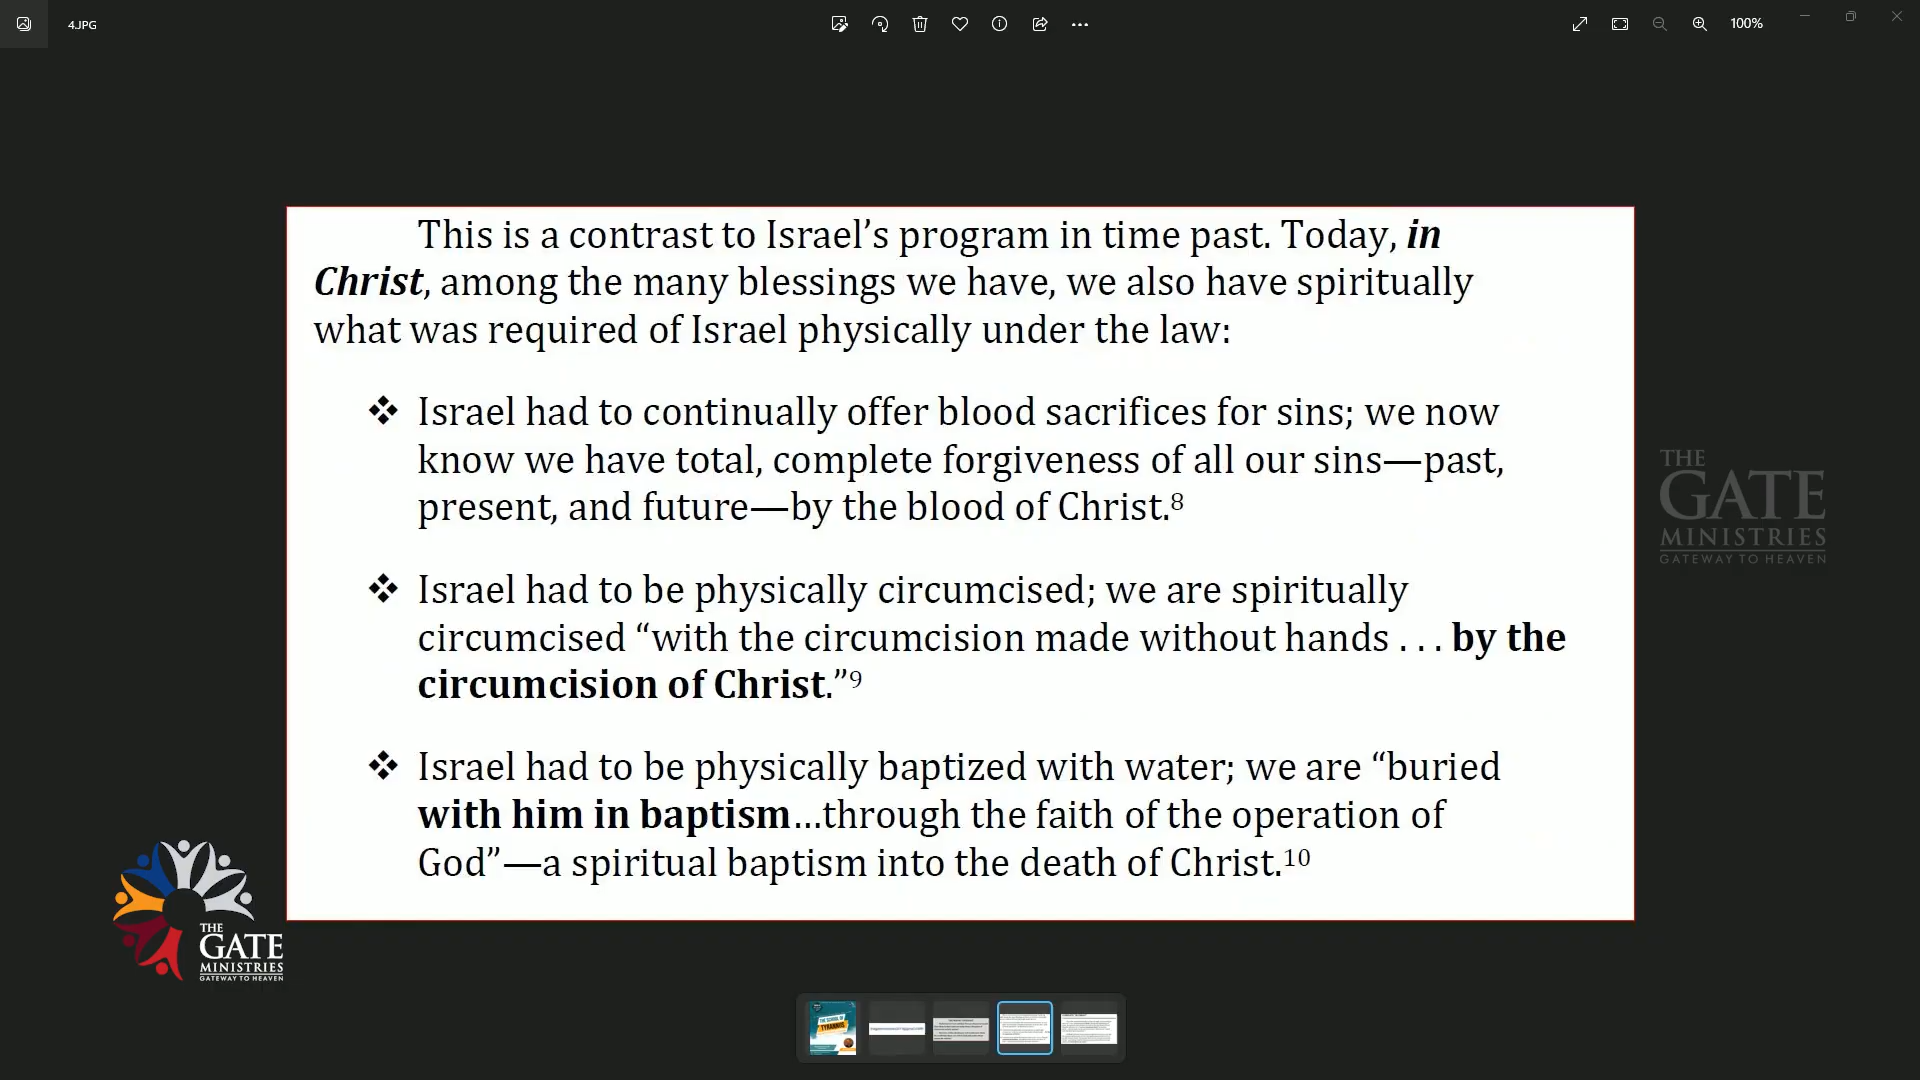 4.JPG
100%
This is a contrast to Israel’s program in time past. Today, in
Christ, among the many blessings we have, we also have spiritually
what was required of Israel physically under the law:
❖ Israel had to continually offer blood sacrifices for sins; we now
know we have total, complete forgiveness of all our sins—past,
present, and future—by the blood of Christ.8
❖ Israel had to be physically circumcised; we are spiritually
circumcised “with the circumcision made without hands . . . by the
circumcision of Christ.”9
❖ Israel had to be physically baptized with water; we are “buried
with him in baptism...through the faith of the operation of
God”—a spiritual baptism into the death of Christ.10
THE
GATE
MINISTRIES
GATEWAY TO HEAVEN
THE
GATE
MINISTRIES
GATEWAY TO HEAVEN
THE SCHOOL OF
TYRANNUS